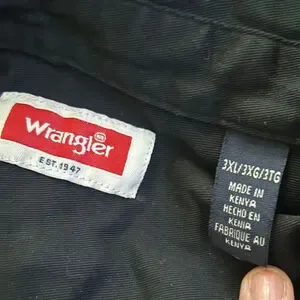 Wrangler
EST. 1947
3XL/3XG/3TG
MADE IN
KENYA
HECHO EN
KENIA
FABRIQUE AU
KENYA